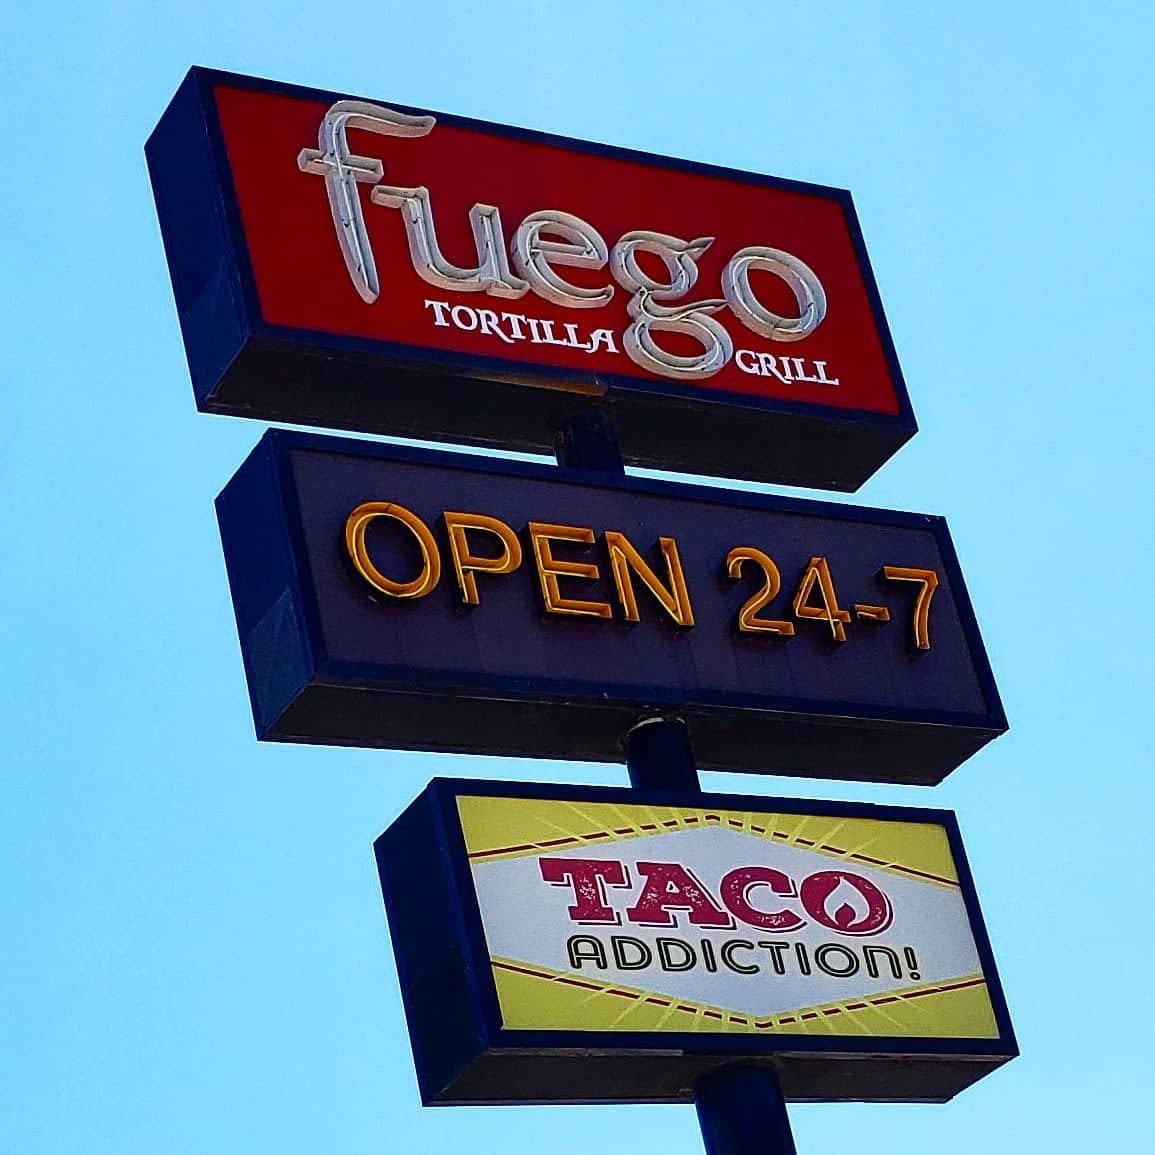 fuego
TORTILLA GRILL
OPEN 24-7
TACO
ADDICTION!